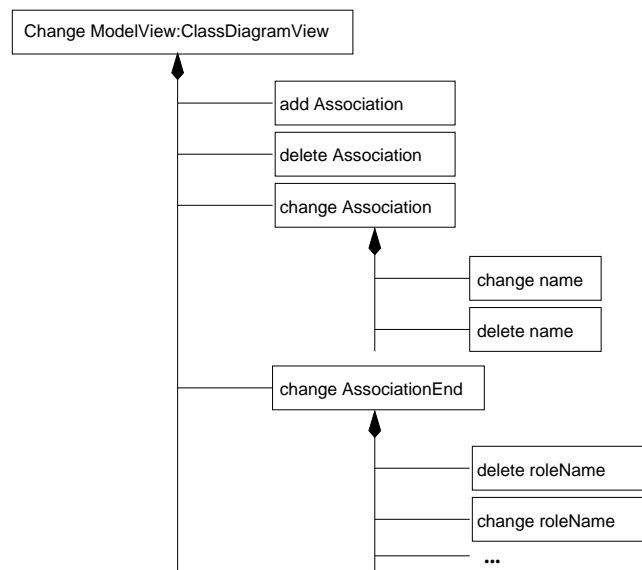 Change ModelView:ClassDiagramView
add Association
delete Association
change Association
change name
delete name
change AssociationEnd
delete roleName
change roleName
...